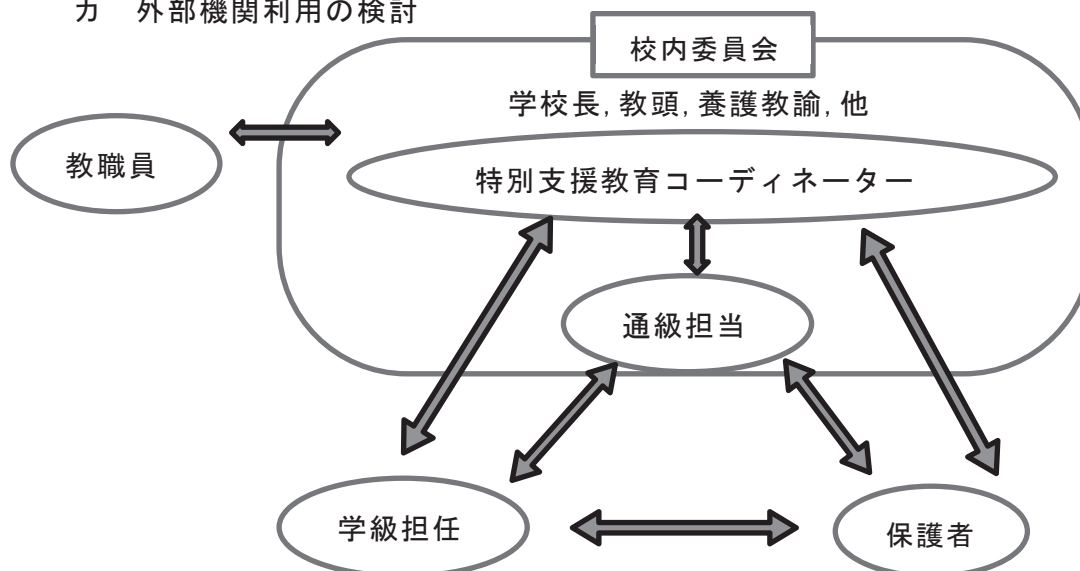 カ　外部機関利用の検討
校内委員会
学校長，教頭，養護教諭，他
教職員
特別支援教育コーディネーター
通級担当
学級担任
保護者